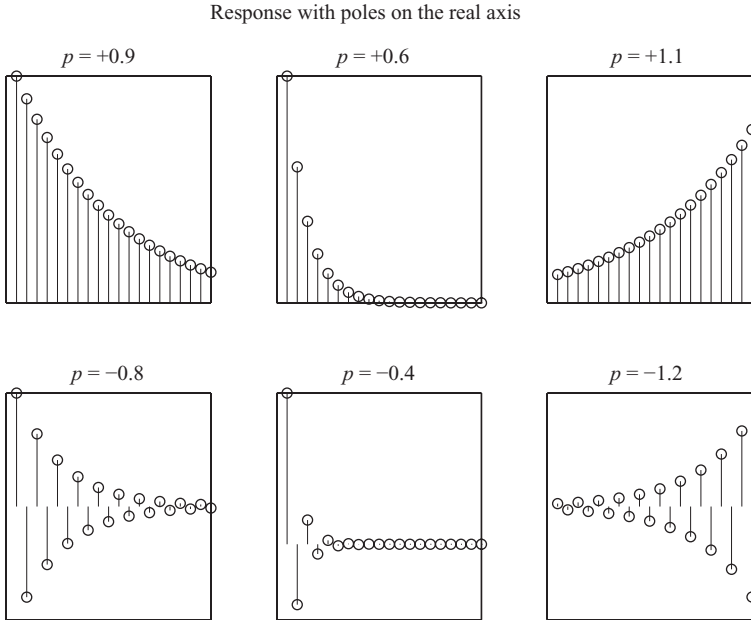 Response with poles on the real axis
p = +0.9
p = +0.6
p = +1.1
p = −0.8
p = −0.4
p = −1.2